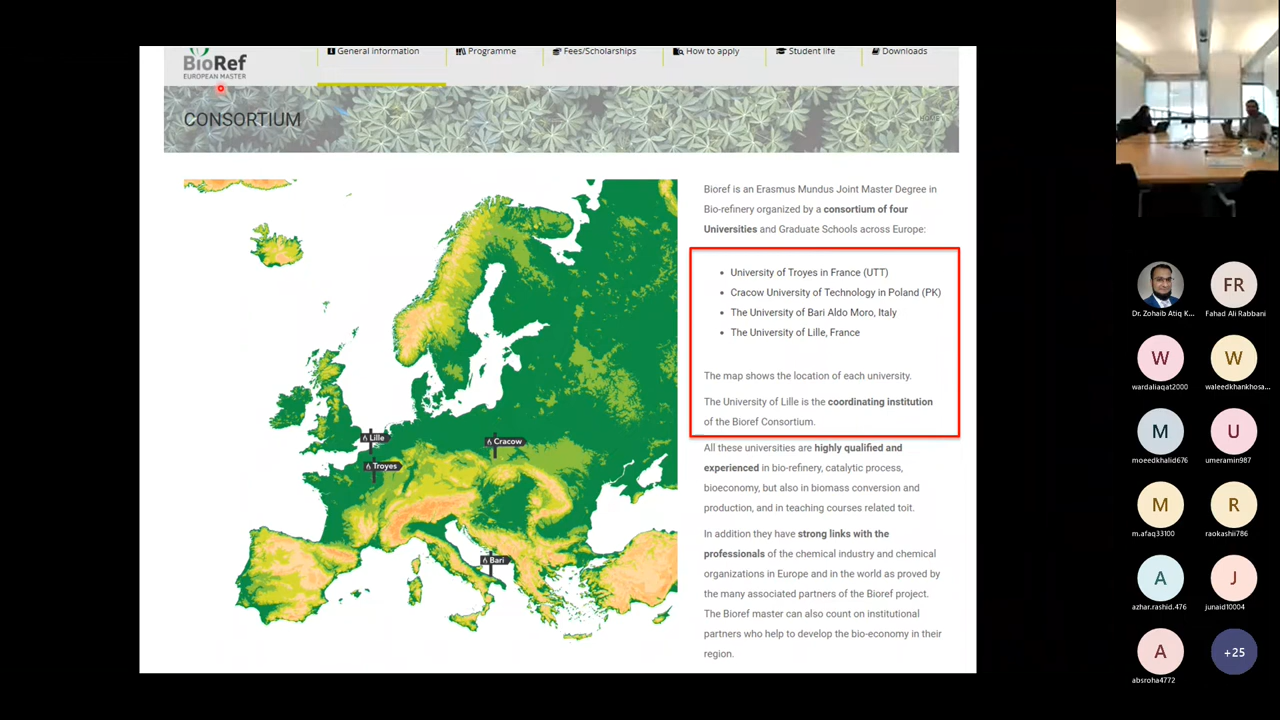 BioRef
EUROPEAN MASTER
General information
Programme
Fees/Scholarships
How to apply
Student life
Downloads
CONSORTIUM
HOME
Lille
Troyes
Cracow
Bari
Bioref is an Erasmus Mundus Joint Master Degree in
Bio-refinery organized by a consortium of four
Universities and Graduate Schools across Europe:
• University of Troyes in France (UTT)
• Cracow University of Technology in Poland (PK)
• The University of Bari Aldo Moro, Italy
• The University of Lille, France
The map shows the location of each university.
The University of Lille is the coordinating institution
of the Bioref Consortium.
All these universities are highly qualified and
experienced in bio-refinery, catalytic process,
bioeconomy, but also in biomass conversion and
production, and in teaching courses related toit.
In addition they have strong links with the
professionals of the chemical industry and chemical
organizations in Europe and in the world as proved by
the many associated partners of the Bioref project.
The Bioref master can also count on institutional
partners who help to develop the bio-economy in their
region.
Dr. Zohaib Atiq K...
FR
Fahad Ali Rabbani
W
wardaliaqat2000
W
waleedkhankhosa...
M
moeedkhalid676
U
umeramin987
M
m.afaq33100
R
raokashii786
A
azhar.rashid.476
J
junaid10004
A
absroha4772
+25